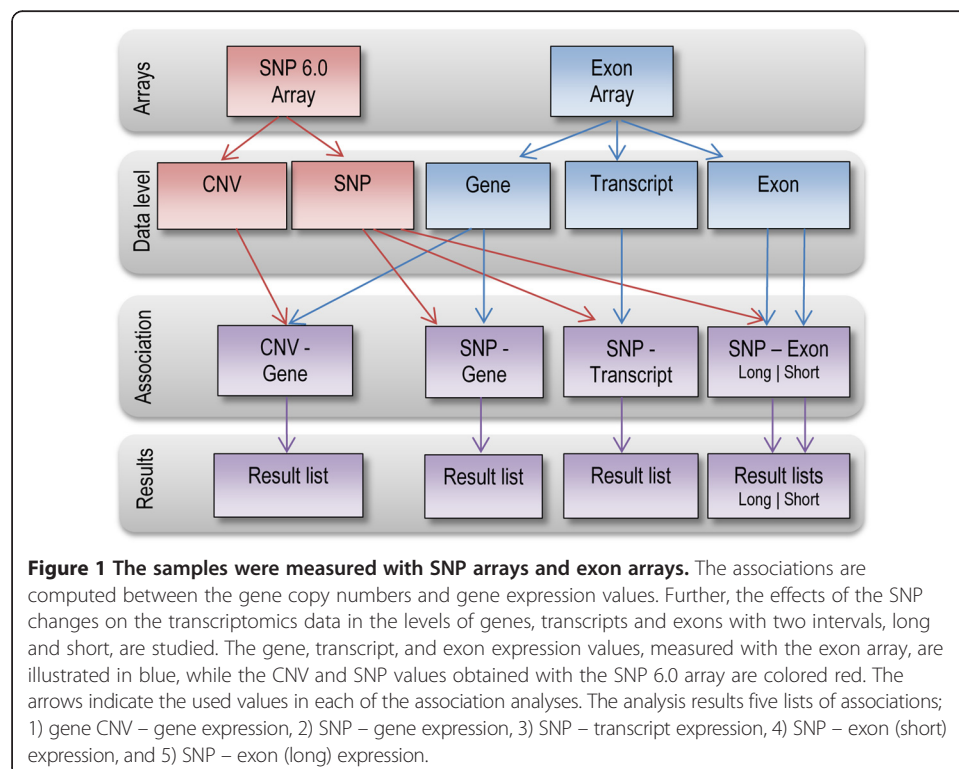 Arrays
SNP 6.0
Array
Exon
Array
Data level
CNV
SNP
Gene
Transcript
Exon
Association
CNV -
Gene
SNP -
Gene
SNP -
Transcript
SNP – Exon
Long | Short
Results
Result list
Result list
Result list
Result lists
Long | Short
Figure 1 The samples were measured with SNP arrays and exon arrays. The associations are
computed between the gene copy numbers and gene expression values. Further, the effects of the SNP
changes on the transcriptomics data in the levels of genes, transcripts and exons with two intervals, long
and short, are studied. The gene, transcript, and exon expression values, measured with the exon array, are
illustrated in blue, while the CNV and SNP values obtained with the SNP 6.0 array are colored red. The
arrows indicate the used values in each of the association analyses. The analysis results five lists of associations;
1) gene CNV – gene expression, 2) SNP – gene expression, 3) SNP – transcript expression, 4) SNP – exon (short)
expression, and 5) SNP – exon (long) expression.